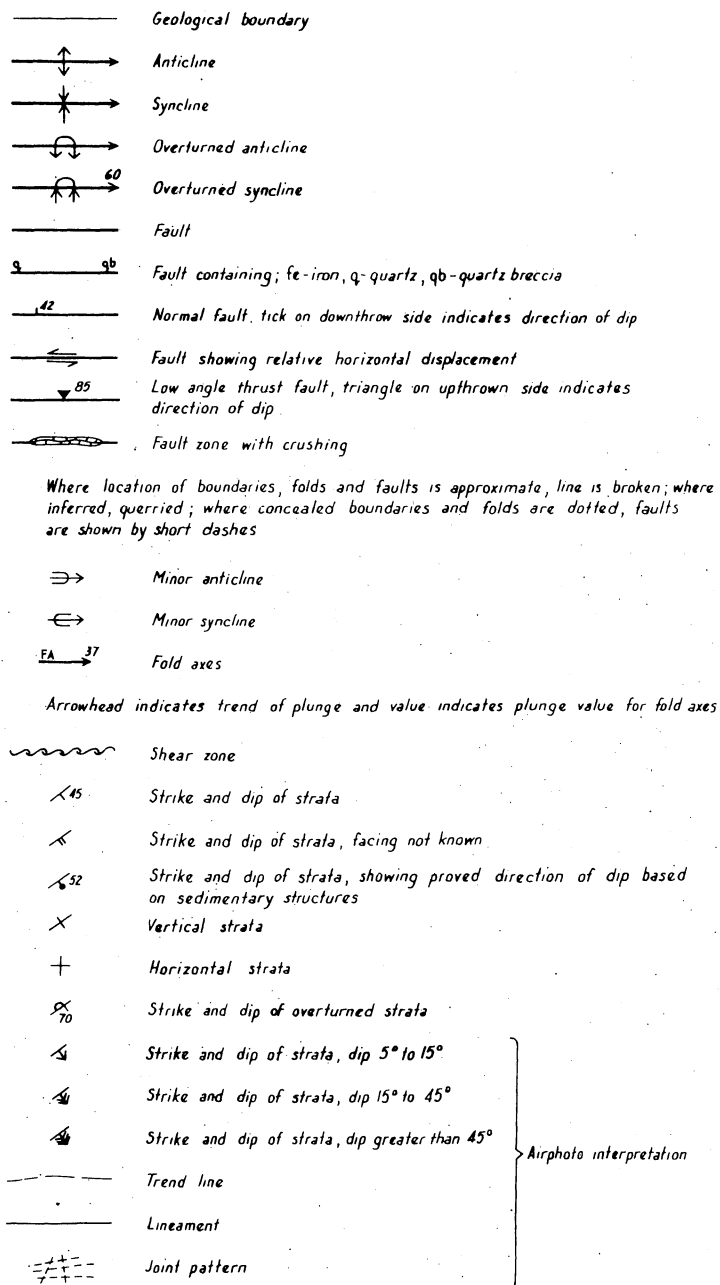 Geological boundary
Anticline
Syncline
Overturned anticline
60
Overturned syncline
Fault
q qb
Fault containing; fe-iron, q-quartz, qb-quartz breccia
42
Normal fault. tick on downthrow side indicates direction of dip
Fault showing relative horizontal displacement
85
Low angle thrust fault, triangle on upthrown side indicates
direction of dip
Fault zone with crushing
Where location of boundaries, folds and faults is approximate, line is broken; where
inferred, querried; where concealed boundaries and folds are dotted, faults
are shown by short dashes
Minor anticline
Minor syncline
FA 37
Fold axes
Arrowhead indicates trend of plunge and value indicates plunge value for fold axes
Shear zone
45 Strike and dip of strata
Strike and dip of strata, facing not known
52 Strike and dip of strata, showing proved direction of dip based
on sedimentary structures
Vertical strata
Horizontal strata
70 Strike and dip of overturned strata
Strike and dip of strata, dip 5° to 15°
Strike and dip of strata, dip 15° to 45°
Strike and dip of strata, dip greater than 45°
Airphoto interpretation
Trend line
Lineament
Joint pattern